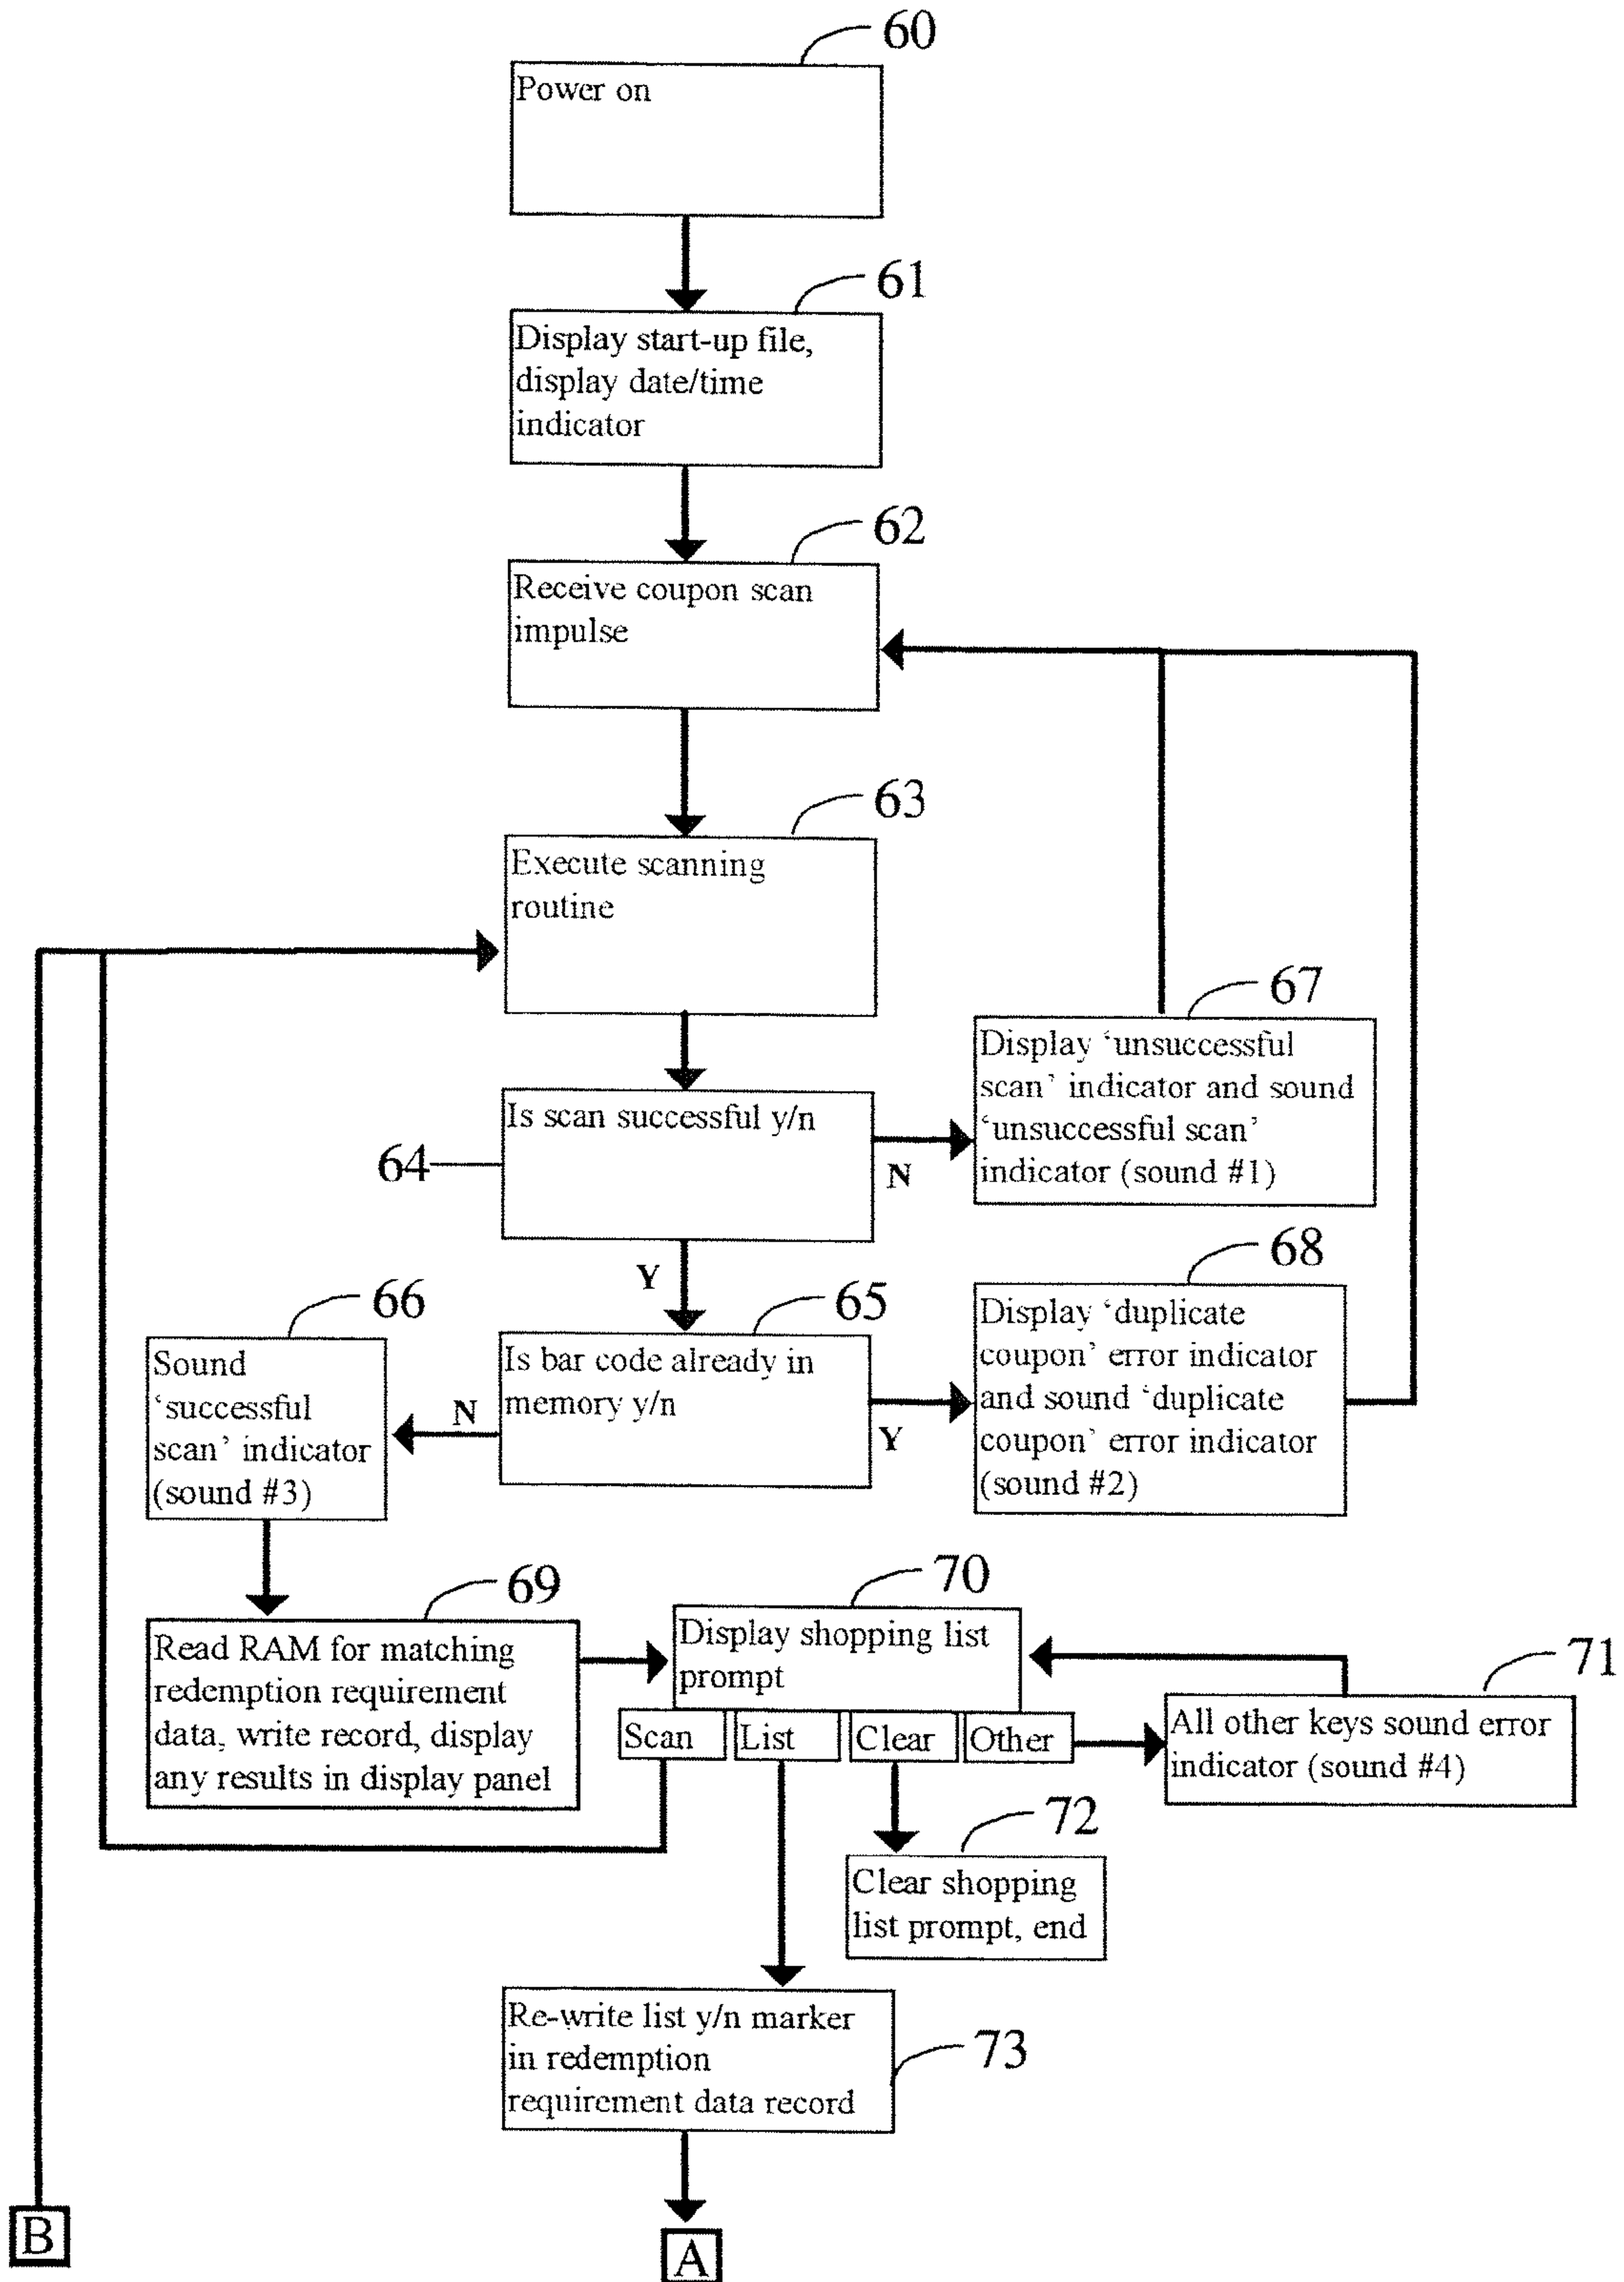 60
Power on
61
Display start-up file,
display date/time
indicator
62
Receive coupon scan
impulse
63
Execute scanning
routine
67
Display ‘unsuccessful
scan’ indicator and sound
‘unsuccessful scan’
indicator (sound #1)
Is scan successful y/n
64
N
Y
68
Display ‘duplicate
coupon’ error indicator
and sound ‘duplicate
coupon’ error indicator
(sound #2)
66
Sound
‘successful
scan’ indicator
(sound #3)
65
Is bar code already in
memory y/n
N
Y
69
Read RAM for matching
redemption requirement
data, write record, display
any results in display panel
70
Display shopping list
prompt
Scan
List
Clear
Other
71
All other keys sound error
indicator (sound #4)
72
Clear shopping
list prompt, end
Re-write list y/n marker
in redemption
requirement data record
73
B
A